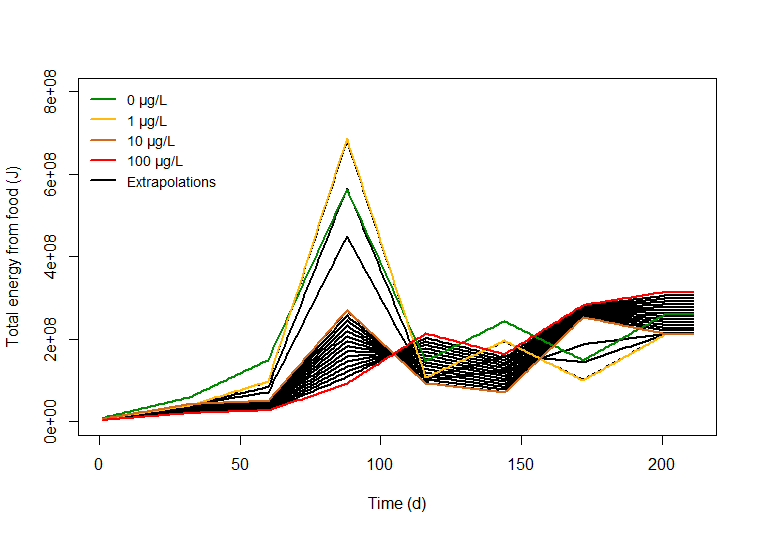 8e+08
6e+08
4e+08
2e+08
0e+00
Total energy from food (J)
0 µg/L
1 µg/L
10 µg/L
100 µg/L
Extrapolations
0
50
100
150
200
Time (d)